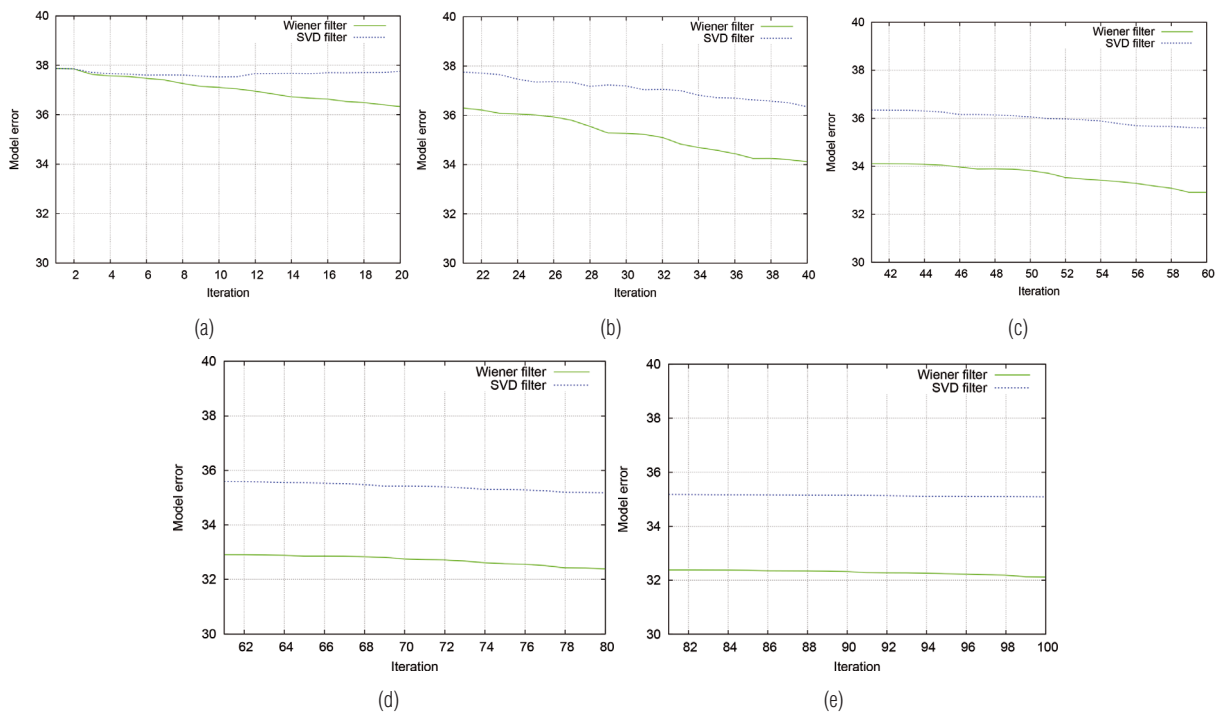 40
38
36
34
32
30
Model error
Wiener filter
SVD filter
2 4 6 8 10 12 14 16 18 20
Iteration
(a)
40
38
36
34
32
30
Model error
Wiener filter
SVD filter
22 24 26 28 30 32 34 36 38 40
Iteration
(b)
40
38
36
34
32
30
Model error
Wiener filter
SVD filter
42 44 46 48 50 52 54 56 58 60
Iteration
(c)
40
38
36
34
32
30
Model error
Wiener filter
SVD filter
62 64 66 68 70 72 74 76 78 80
Iteration
(d)
40
38
36
34
32
30
Model error
Wiener filter
SVD filter
82 84 86 88 90 92 94 96 98 100
Iteration
(e)